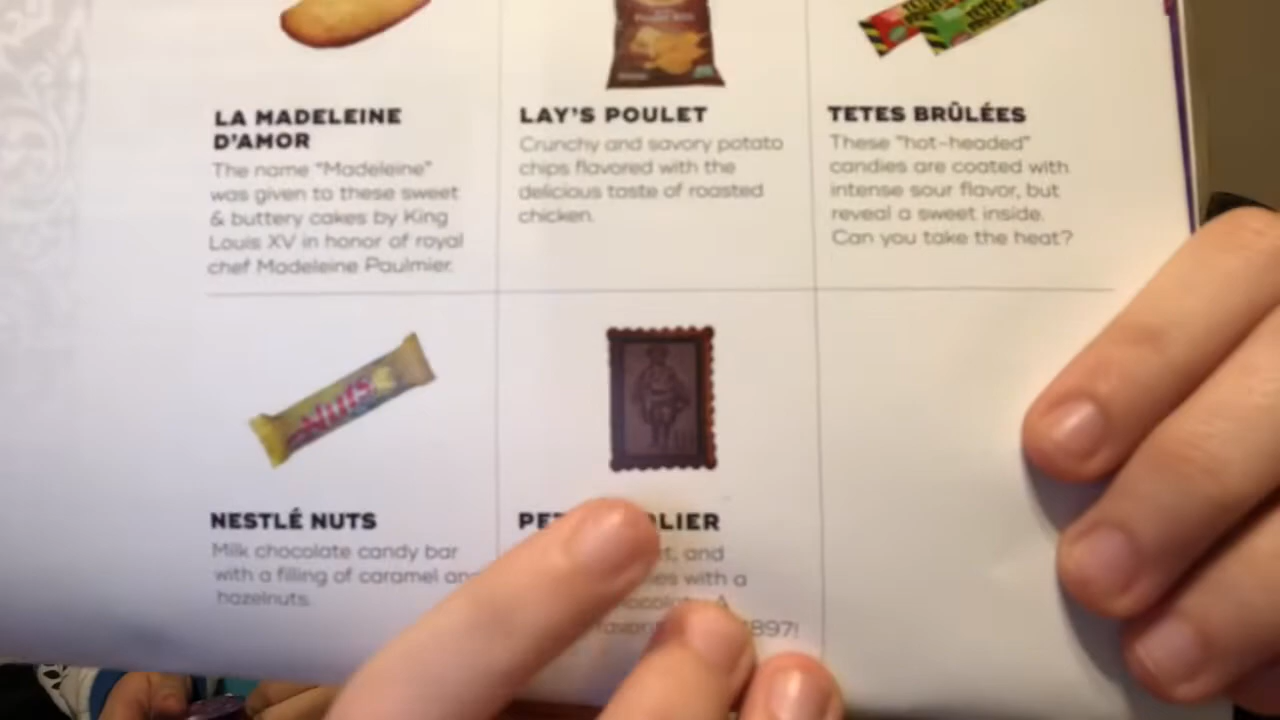 LA MADELEINE
D'AMOR
The name "Madeleine"
was given to these sweet
& buttery cakes by King
Louis XV in honor of royal
chef Madeleine Paulmier.
LAY'S POULET
Crunchy and savory potato
chips flavored with the
delicious taste of roasted
chicken.
TETES BRÛLÉES
These "hot-headed"
candies are coated with
intense sour flavor, but
reveal a sweet inside.
Can you take the heat?
Nuts
NESTLÉ NUTS
Milk chocolate candy bar
with a filling of caramel and
hazelnuts.
LIER
and
with a
A
1897!